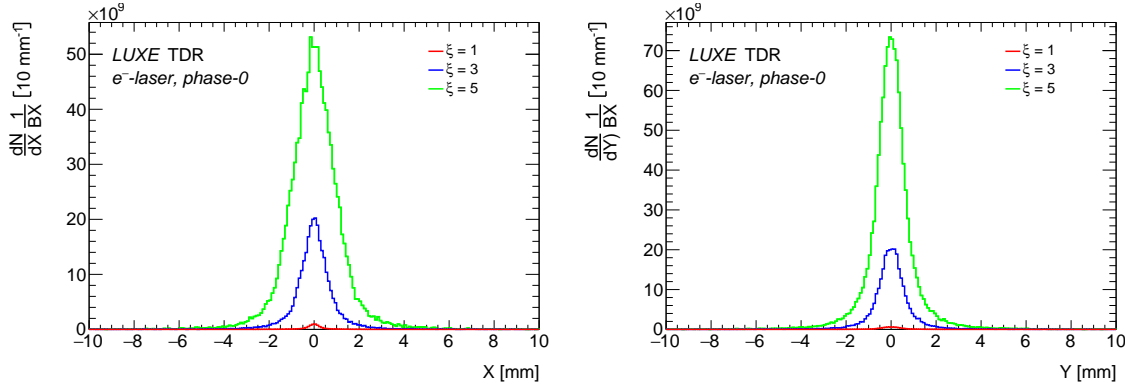 ×10⁹
LUXE TDR
e⁻-laser, phase-0
ξ = 1
ξ = 3
ξ = 5
dN/dX 1/BX [10 mm⁻¹]
50
40
30
20
10
0
−10 −8 −6 −4 −2 0 2 4 6 8 10
X [mm]
×10⁹
LUXE TDR
e⁻-laser, phase-0
ξ = 1
ξ = 3
ξ = 5
dN/dY) 1/BX [10 mm⁻¹]
70
60
50
40
30
20
10
0
−10 −8 −6 −4 −2 0 2 4 6 8 10
Y [mm]